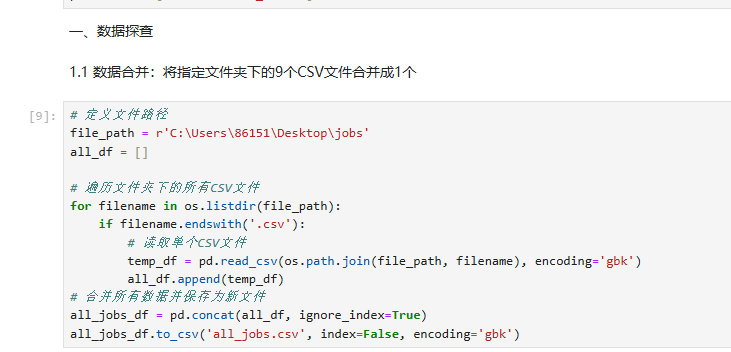 一、数据探查
1.1 数据合并：将指定文件夹下的9个CSV文件合并成1个
[9]:
# 定义文件路径
file_path = r'C:\Users\86151\Desktop\jobs'
all_df = []
# 遍历文件夹下的所有CSV文件
for filename in os.listdir(file_path):
    if filename.endswith('.csv'):
        # 读取单个CSV文件
        temp_df = pd.read_csv(os.path.join(file_path, filename), encoding='gbk')
        all_df.append(temp_df)
# 合并所有数据并保存为新文件
all_jobs_df = pd.concat(all_df, ignore_index=True)
all_jobs_df.to_csv('all_jobs.csv', index=False, encoding='gbk')